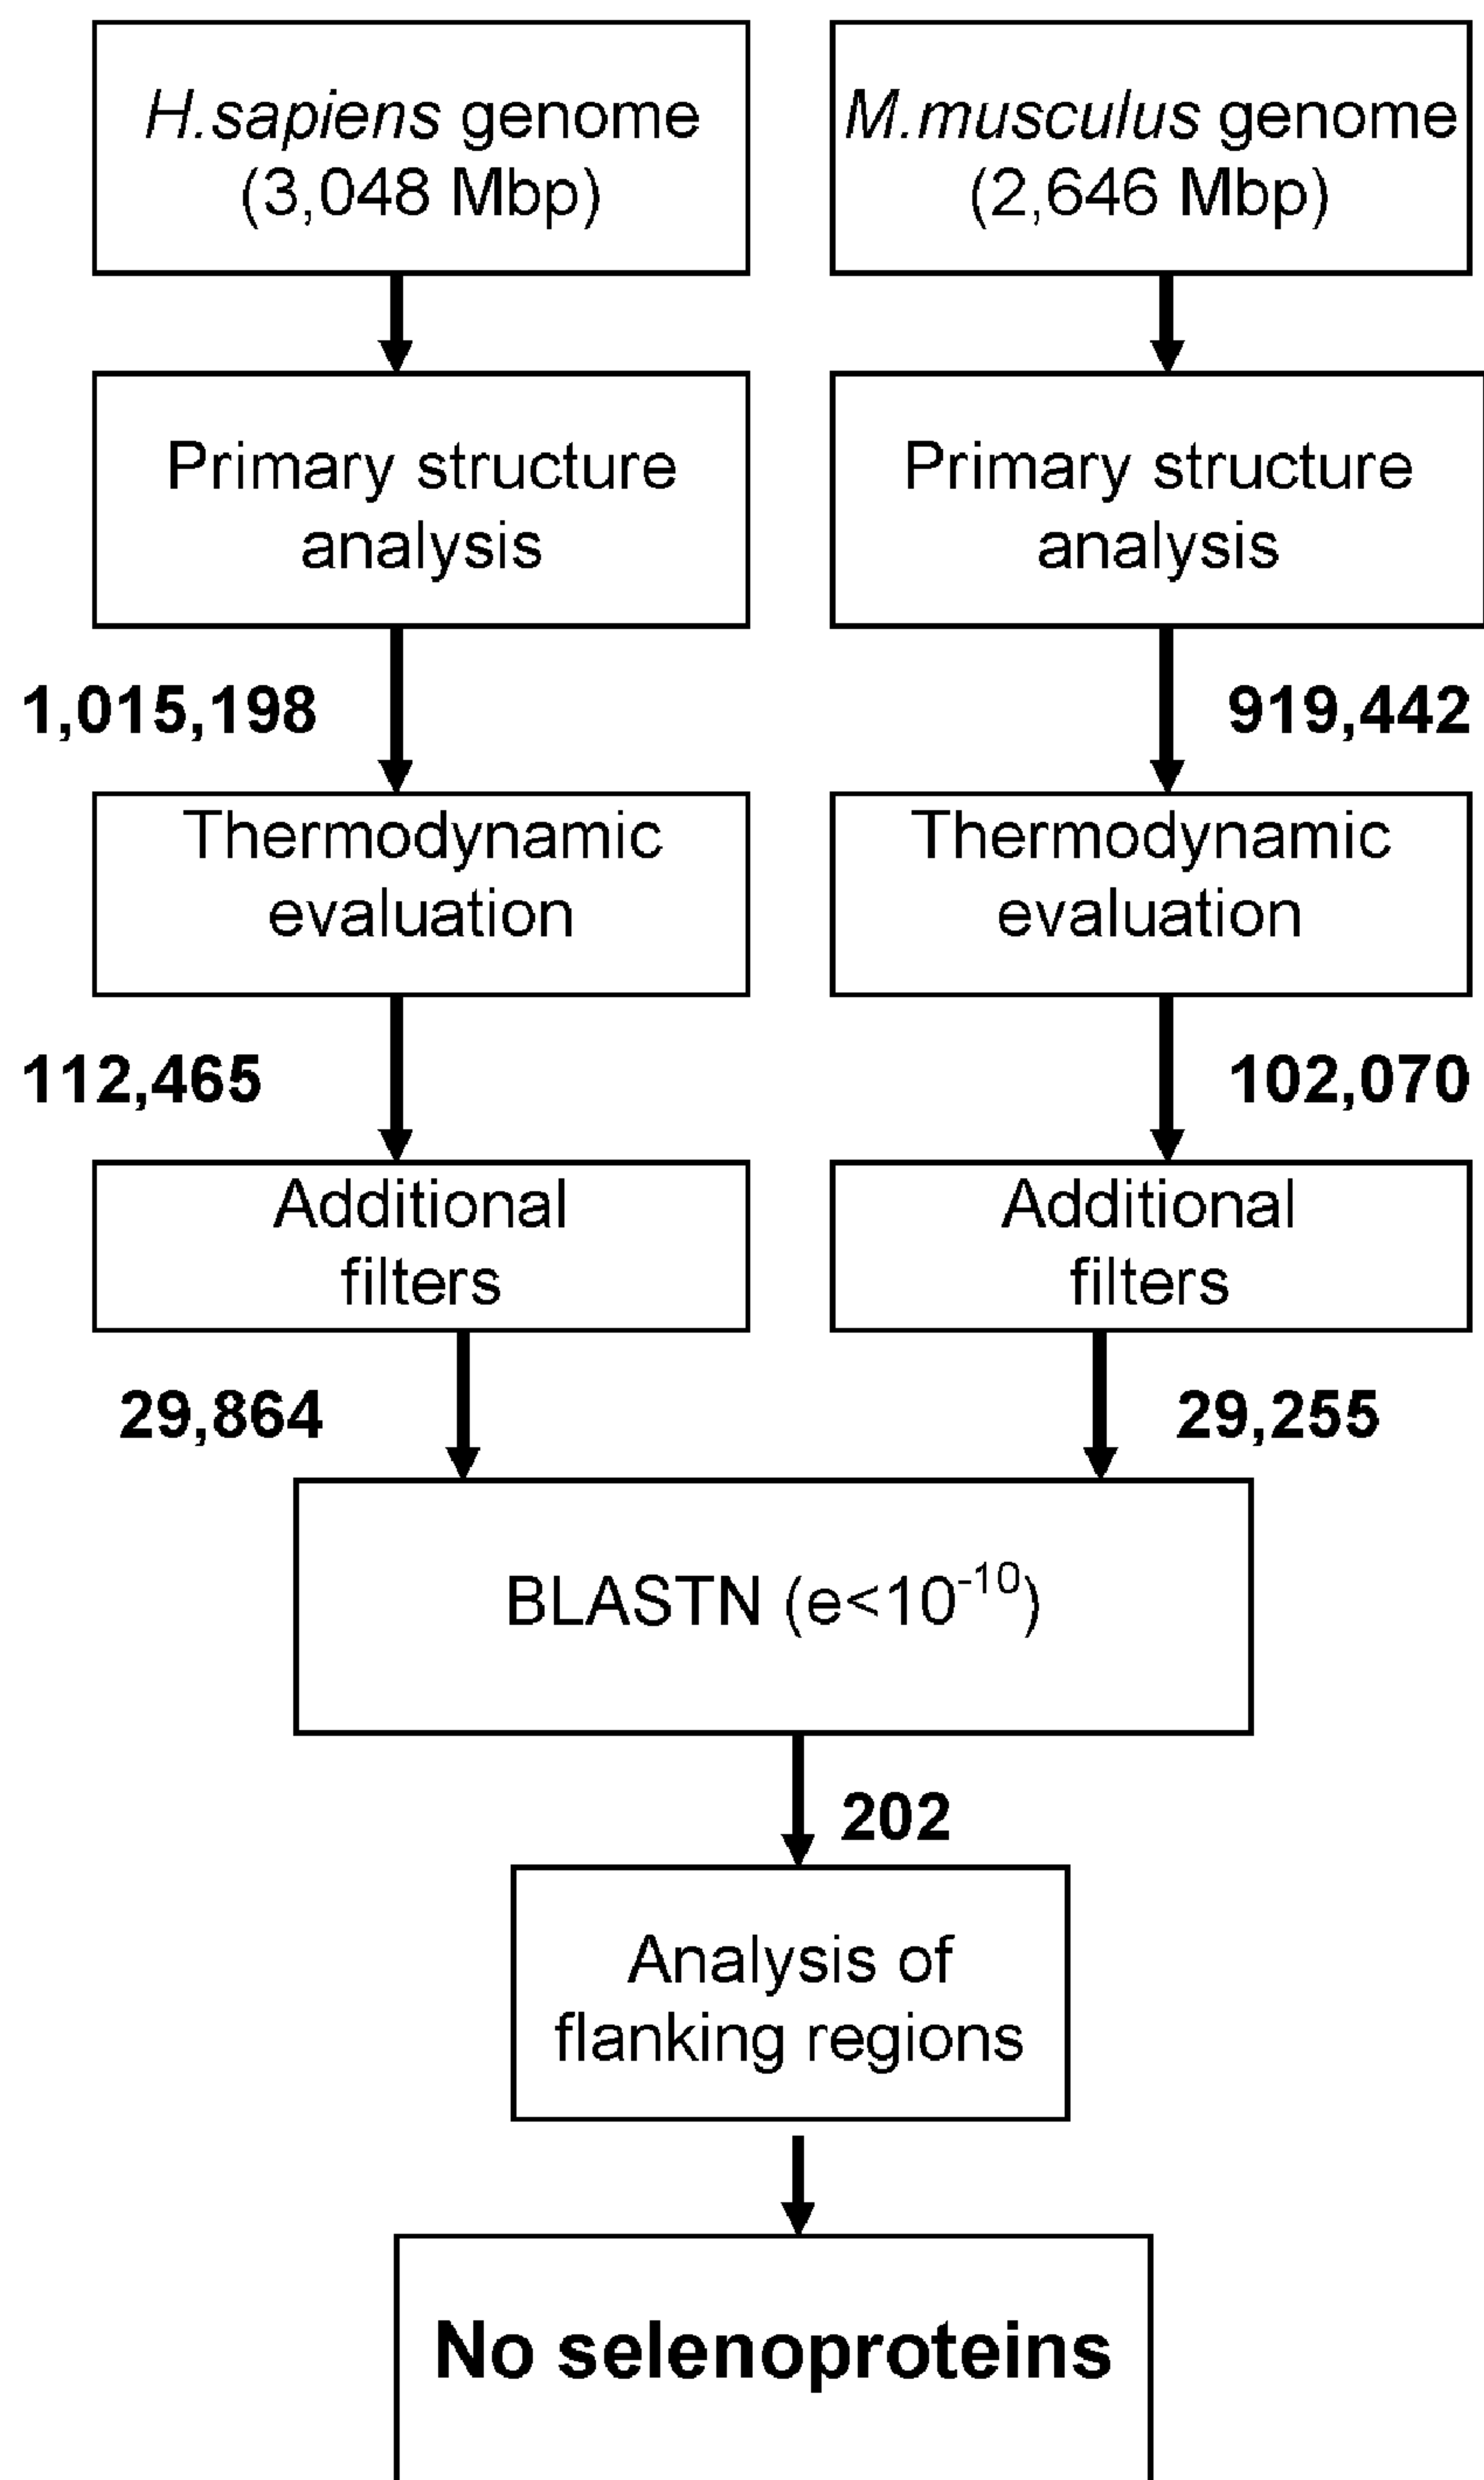 H.sapiens genome
(3,048 Mbp)
M.musculus genome
(2,646 Mbp)
Primary structure
analysis
Primary structure
analysis
1,015,198
919,442
Thermodynamic
evaluation
Thermodynamic
evaluation
112,465
102,070
Additional
filters
Additional
filters
29,864
29,255
BLASTN (e<10⁻¹⁰)
202
Analysis of
flanking regions
No selenoproteins